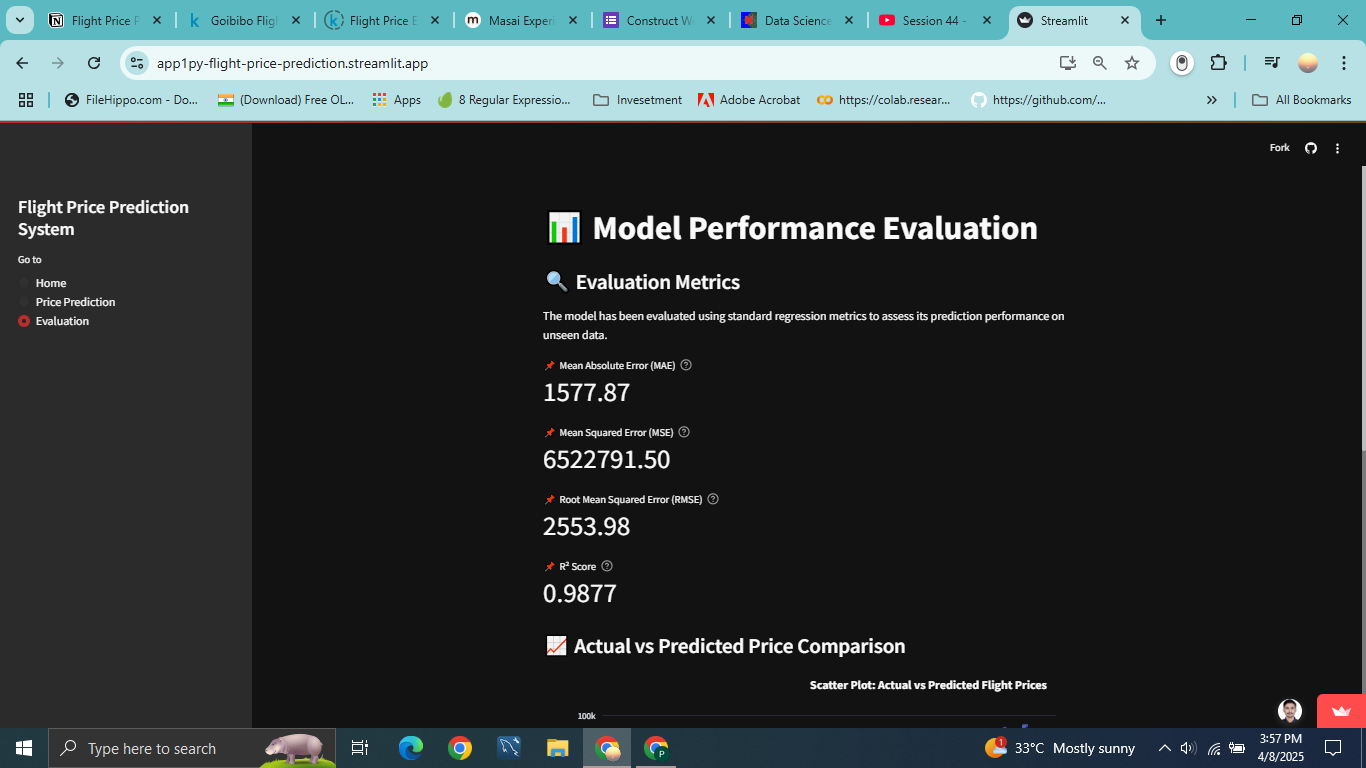 Flight Price P
Goibibo Fligh
Flight Price E
Masai Experi
Construct W
Data Science
Session 44 -
Streamlit
app1py-flight-price-prediction.streamlit.app
FileHippo.com - Do...
(Download) Free OL...
Apps
8 Regular Expressio...
Invesetment
Adobe Acrobat
https://colab.resear...
https://github.com/...
»
All Bookmarks
Fork
Flight Price Prediction
System
Go to
Home
Price Prediction
Evaluation
Model Performance Evaluation
Evaluation Metrics
The model has been evaluated using standard regression metrics to assess its prediction performance on
unseen data.
Mean Absolute Error (MAE)
1577.87
Mean Squared Error (MSE)
6522791.50
Root Mean Squared Error (RMSE)
2553.98
R² Score
0.9877
Actual vs Predicted Price Comparison
Scatter Plot: Actual vs Predicted Flight Prices
100k
Type here to search
1
33°C Mostly sunny
3:57 PM
4/8/2025